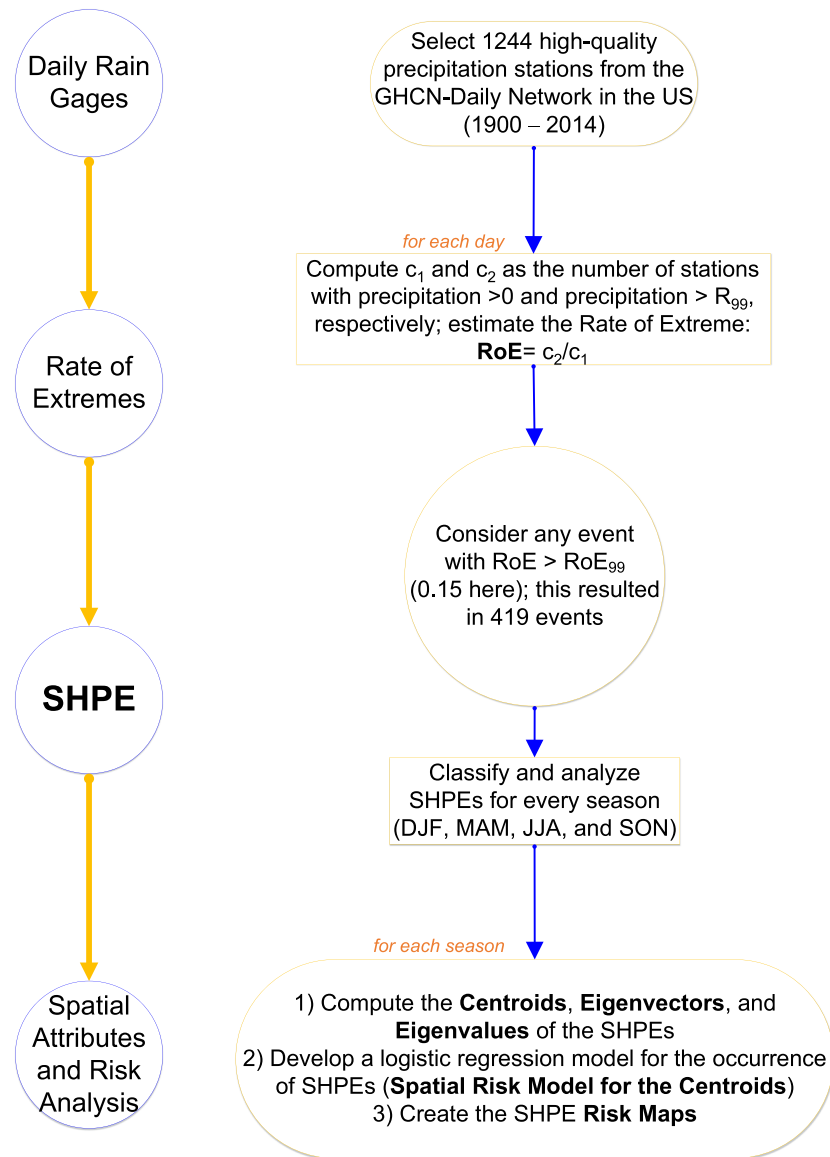 Daily Rain
Gages
Select 1244 high-quality
precipitation stations from the
GHCN-Daily Network in the US
(1900 – 2014)
for each day
Compute c₁ and c₂ as the number of stations
with precipitation >0 and precipitation > R₉₉,
respectively; estimate the Rate of Extreme:
RoE= c₂/c₁
Rate of
Extremes
Consider any event
with RoE > RoE₉₉
(0.15 here); this resulted
in 419 events
SHPE
Classify and analyze
SHPEs for every season
(DJF, MAM, JJA, and SON)
for each season
Spatial
Attributes
and Risk
Analysis
1) Compute the Centroids, Eigenvectors, and
Eigenvalues of the SHPEs
2) Develop a logistic regression model for the occurrence
of SHPEs (Spatial Risk Model for the Centroids)
3) Create the SHPE Risk Maps